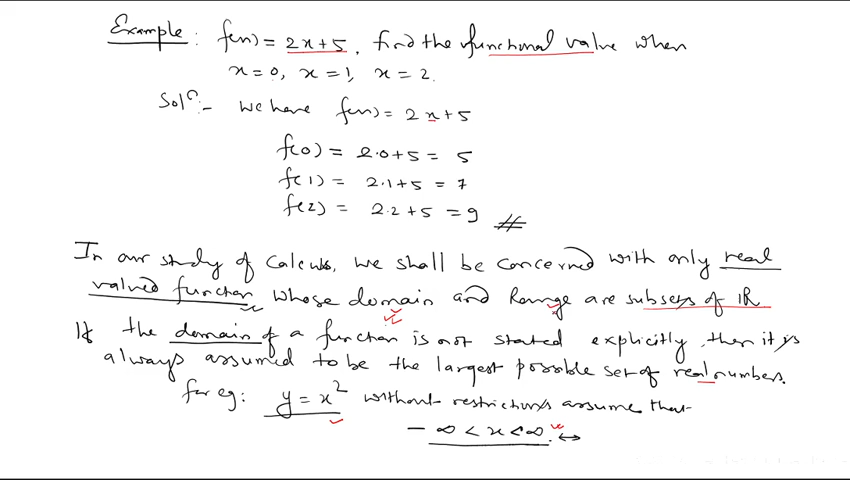 Example: f(x) = 2x+5, find the functional value when
x=0, x=1, x=2.
Solⁿ:- We have f(x) = 2x+5
f(0) = 2.0+5 = 5
f(1) = 2.1+5 = 7
f(2) = 2.2+5 = 9
In our study of Calculus, we shall be concerned with only real
valued function whose domain and Range are subsets of IR
If the domain of a function is not stated explicitly, then it is
always assumed to be the largest possible set of real numbers.
For eg: y = x² without restrictions assume that
- ∞ < x < ∞. ↔